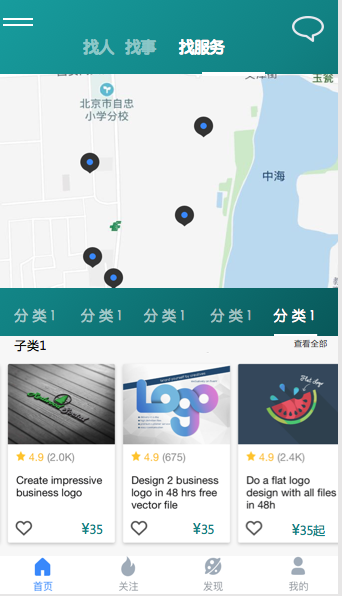 找人 找事 找服务
玉瓷
北京市自忠
小学分校
中海
分类1 分类1 分类1 分类1 分类1
子类1 查看全部
Logo
4.9 (2.0K) 4.9 (675) 4.9 (2.4K)
Create impressive
business logo
Design 2 business
logo in 48 hrs free
vector file
Do a flat logo
design with all files
in 48h
¥35 ¥35 ¥35起
首页 关注 发现 我的